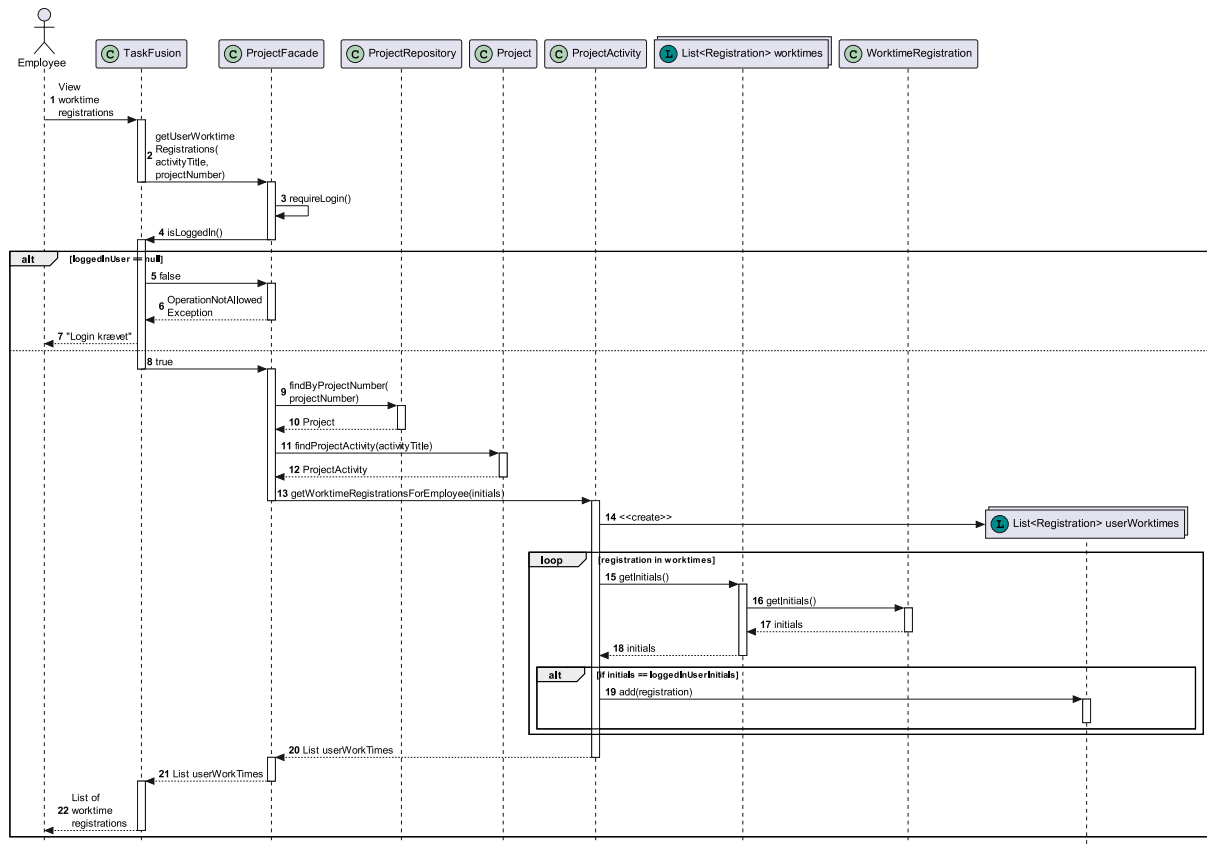 Employee
C TaskFusion
C ProjectFacade
C ProjectRepository
C Project
C ProjectActivity
L List<Registration> worktimes
C WorktimeRegistration
View
1 worktime
registrations
getUserWorktime
2 Registrations(
activityTitle,
projectNumber)
3 requireLogin()
4 isLoggedIn()
alt [loggedInUser == null]
5 false
OperationNotAllowed
6 Exception
7 "Login krævet"
8 true
findByProjectNumber(
9 projectNumber)
10 Project
11 findProjectActivity(activityTitle)
12 ProjectActivity
13 getWorktimeRegistrationsForEmployee(initials)
14 <<create>>
L List<Registration> userWorktimes
loop [registration in worktimes]
15 getInitials()
16 getInitials()
17 initials
18 initials
alt [if initials == loggedInUserInitials]
19 add(registration)
20 List userWorkTimes
21 List userWorkTimes
List of
22 worktime
registrations